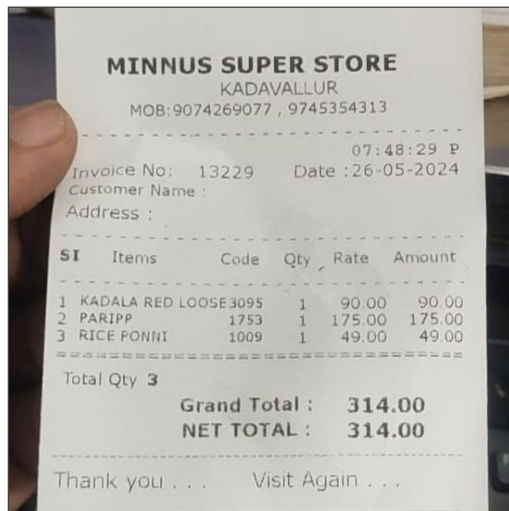 MINNUS SUPER STORE
KADAVALLUR
MOB:9074269077 , 9745354313
07:48:29 P
Invoice No: 13229 Date :26-05-2024
Customer Name :
Address :
SI Items Code Qty Rate Amount
1 KADALA RED LOOSE3095 1 90.00 90.00
2 PARIPP 1753 1 175.00 175.00
3 RICE PONNI 1009 1 49.00 49.00
Total Qty 3
Grand Total : 314.00
NET TOTAL : 314.00
Thank you . . . Visit Again . . .